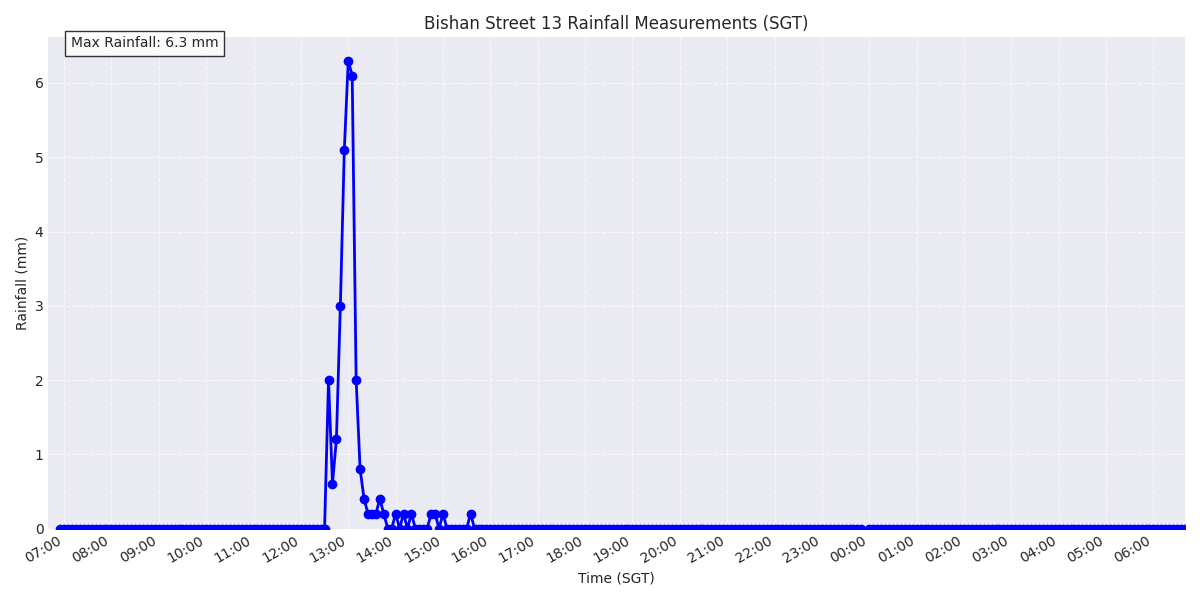 Bishan Street 13 Rainfall Measurements (SGT)
Max Rainfall: 6.3 mm
Rainfall (mm)
6
5
4
3
2
1
0
07:00 08:00 09:00 10:00 11:00 12:00 13:00 14:00 15:00 16:00 17:00 18:00 19:00 20:00 21:00 22:00 23:00 00:00 01:00 02:00 03:00 04:00 05:00 06:00
Time (SGT)